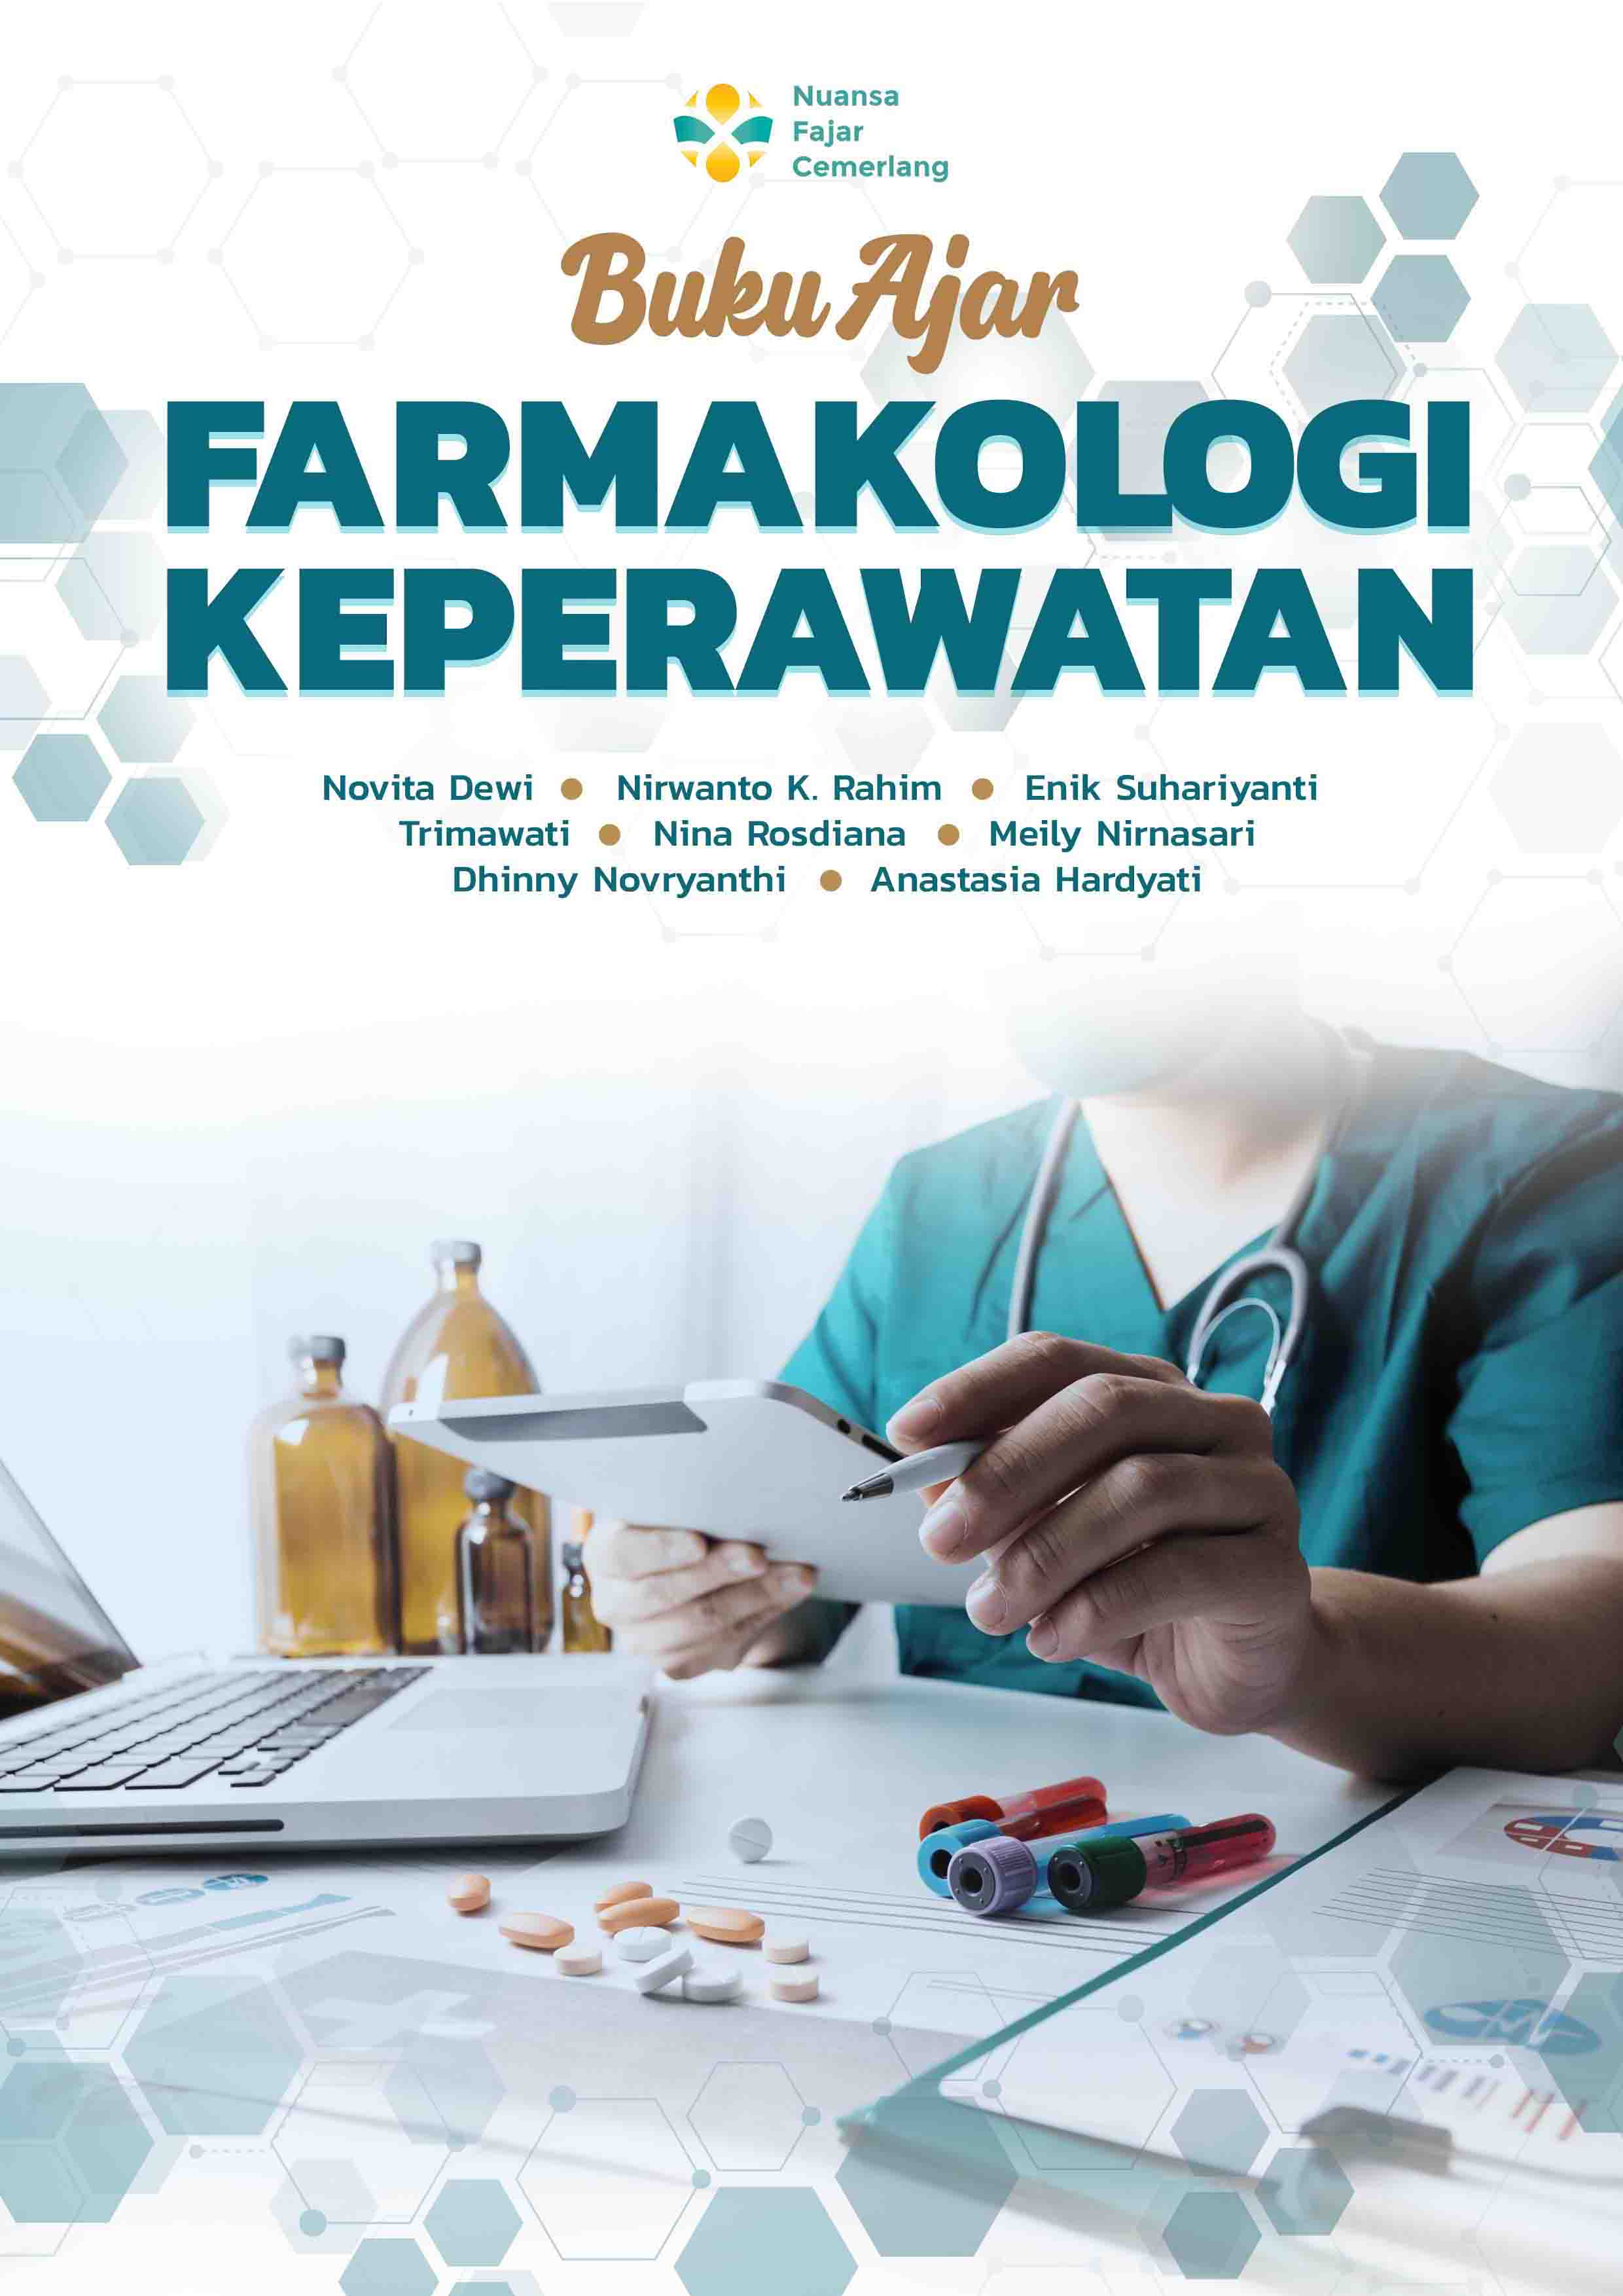 Nuansa
Fajar
Cemerlang
Buku Ajar
FARMAKOLOGI
KEPERAWATAN
Novita Dewi ● Nirwanto K. Rahim ● Enik Suhariyanti
Trimawati ● Nina Rosdiana ● Meily Nirnasari
Dhinny Novryanthi ● Anastasia Hardyati